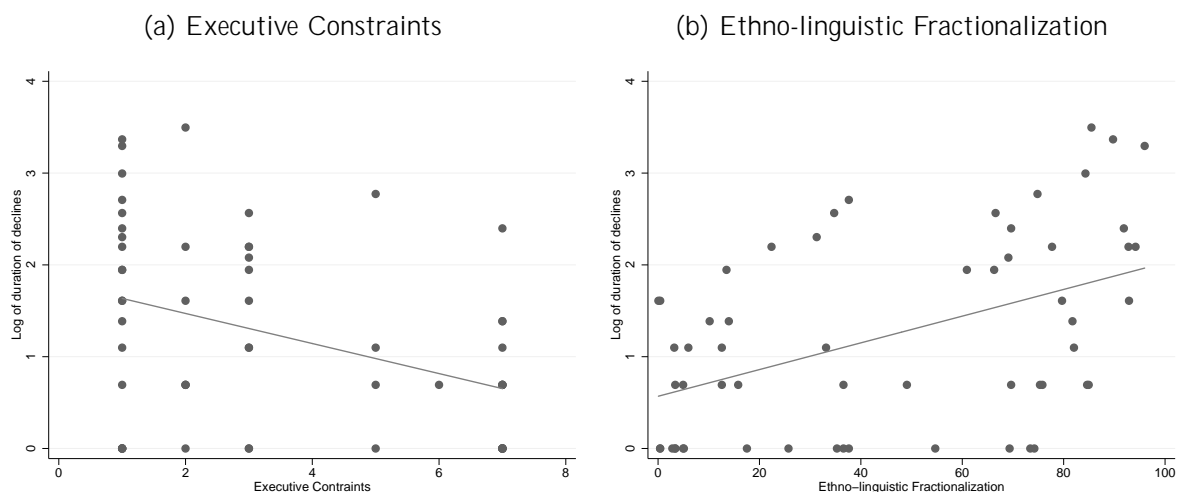 (a) Executive Constraints
4
3
2
1
0
Log of duration of declines
0 2 4 6 8
Executive Contraints
(b) Ethno-linguistic Fractionalization
4
3
2
1
0
Log of duration of declines
0 20 40 60 80 100
Ethno–linguistic Fractionalization